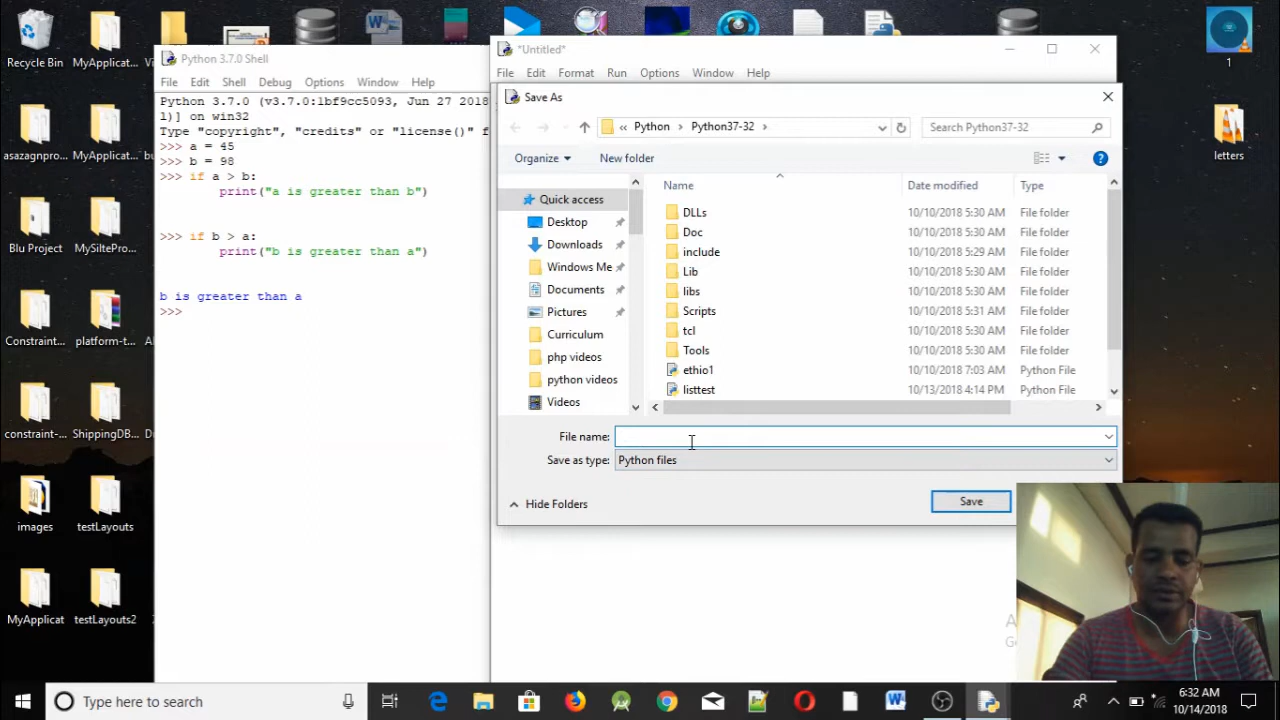 Recycle Bin
MyApplicat...
asazagnpro...
MyApplicat...
Blu Project
MySiltePro...
Constraint...
platform-t...
constraint-...
ShippingDB...
images
testLayouts
MyApplicat
testLayouts2
1
letters
Python 3.7.0 Shell
File Edit Shell Debug Options Window Help
Python 3.7.0 (v3.7.0:1bf9cc5093, Jun 27 2018
1)] on win32
Type "copyright", "credits" or "license()" f
>>> a = 45
>>> b = 98
>>> if a > b:
print("a is greater than b")
>>> if b > a:
print("b is greater than a")
b is greater than a
>>>
*Untitled*
File Edit Format Run Options Window Help
Save As
« Python > Python37-32 >
Search Python37-32
Organize
New folder
Quick access
Desktop
Downloads
Windows Me
Documents
Pictures
Curriculum
php videos
python videos
Videos
Name Date modified Type
DLLs 10/10/2018 5:30 AM File folder
Doc 10/10/2018 5:30 AM File folder
include 10/10/2018 5:29 AM File folder
Lib 10/10/2018 5:30 AM File folder
libs 10/10/2018 5:30 AM File folder
Scripts 10/10/2018 5:31 AM File folder
tcl 10/10/2018 5:30 AM File folder
Tools 10/10/2018 5:30 AM File folder
ethio1 10/10/2018 7:03 AM Python File
listtest 10/13/2018 4:14 PM Python File
File name:
Save as type: Python files
Hide Folders
Save
Type here to search
6:32 AM
10/14/2018